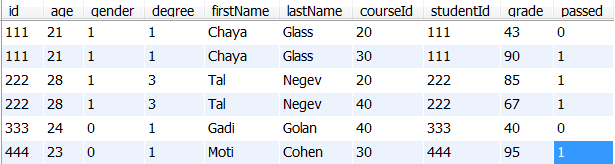 id age gender degree firstName lastName courseId studentId grade passed
111 21 1 1 Chaya Glass 20 111 43 0
111 21 1 1 Chaya Glass 30 111 90 1
222 28 1 3 Tal Negev 20 222 85 1
222 28 1 3 Tal Negev 40 222 67 1
333 24 0 1 Gadi Golan 40 333 40 0
444 23 0 1 Moti Cohen 30 444 95 1